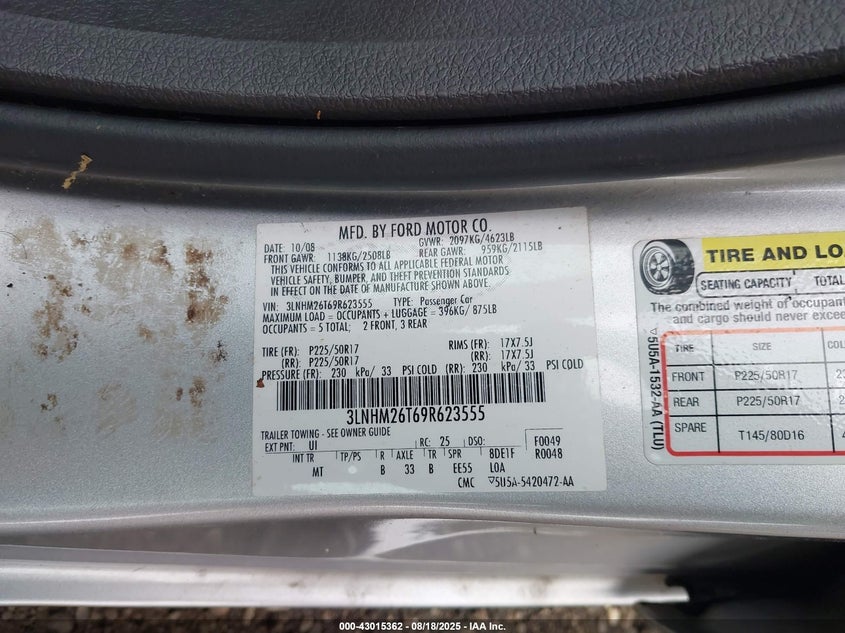 MFD. BY FORD MOTOR CO.
DATE: 10/08 GVWR: 2097KG/4623LB
FRONT GAWR: 1138KG/2508LB REAR GAWR: 959KG/2115LB
THIS VEHICLE CONFORMS TO ALL APPLICABLE FEDERAL MOTOR
VEHICLE SAFETY, BUMPER, AND THEFT PREVENTION STANDARDS
IN EFFECT ON THE DATE OF MANUFACTURE SHOWN ABOVE.
VIN: 3LNHM26T69R623555 TYPE: Passenger Car
MAXIMUM LOAD = OCCUPANTS + LUGGAGE = 396KG/ 875LB
OCCUPANTS = 5 TOTAL; 2 FRONT, 3 REAR
TIRE (FR): P225/50R17 RIMS (FR): 17X7.5J
(RR): P225/50R17 (RR): 17X7.5J
PRESSURE (FR): 230 kPa/ 33 PSI COLD (RR): 230 kPa/ 33 PSI COLD
3LNHM26T69R623555
TRAILER TOWING - SEE OWNER GUIDE
EXT PNT: UI RC: 25 DSO: F0049
INT TR TP/PS R AXLE TR SPR 8DE1F R0048
MT B 33 B EE55 LOA
CMC ▽5U5A-5420472-AA
TIRE AND LOA
SEATING CAPACITY TOTAL
The combined weight of occupant
and cargo should never excee
▽5U5A-1532-AA (TLU)
TIRE SIZE COL
FRONT P225/50R17 2
REAR P225/50R17 2
SPARE T145/80D16 4
000-43015362 - 08/18/2025 - IAA Inc.